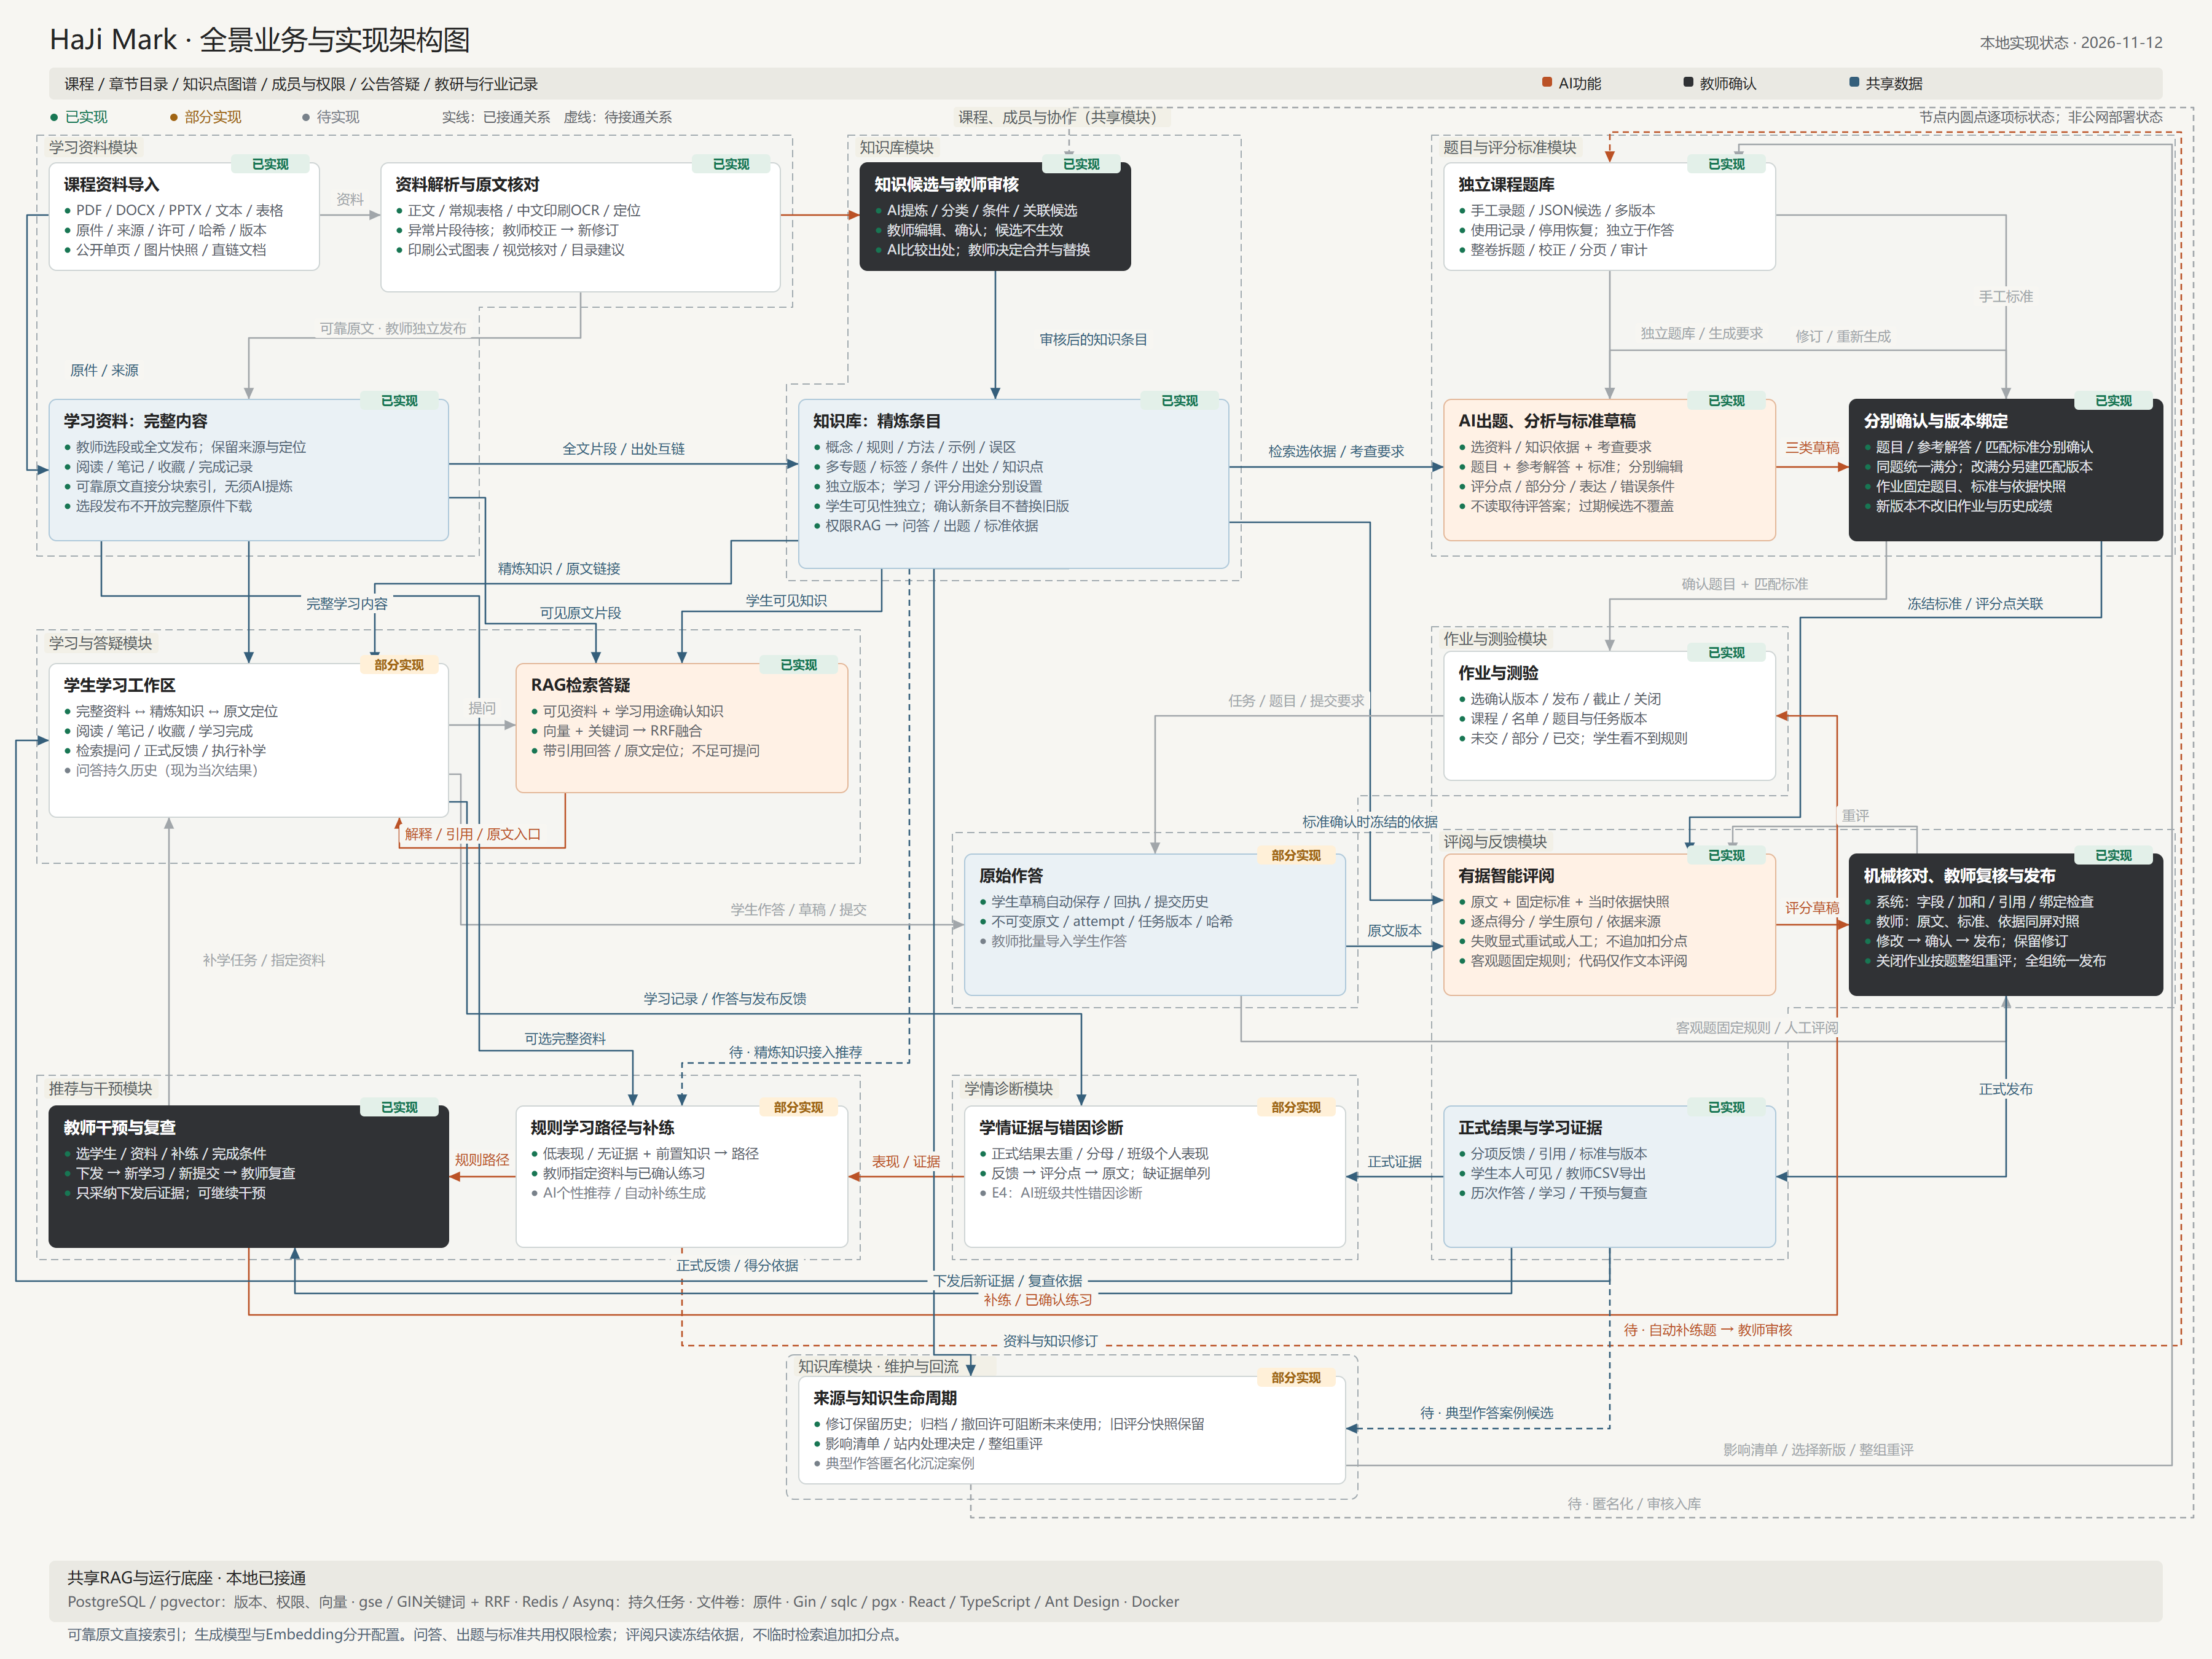 HaJi Mark · 全景业务与实现架构图
本地实现状态 · 2026-11-12
课程 / 章节目录 / 知识点图谱 / 成员与权限 / 公告答疑 / 教研与行业记录
AI功能
教师确认
共享数据
已实现
部分实现
待实现
实线：已接通关系 虚线：待接通关系
课程、成员与协作（共享模块）
节点内圆点逐项标状态；非公网部署状态
学习资料模块
已实现
课程资料导入
PDF / DOCX / PPTX / 文本 / 表格
原件 / 来源 / 许可 / 哈希 / 版本
公开单页 / 图片快照 / 直链文档
资料
已实现
资料解析与原文核对
正文 / 常规表格 / 中文印刷OCR / 定位
异常片段待核；教师校正 → 新修订
印刷公式图表 / 视觉核对 / 目录建议
知识库模块
已实现
知识候选与教师审核
AI提炼 / 分类 / 条件 / 关联候选
教师编辑、确认；候选不生效
AI比较出处；教师决定合并与替换
题目与评分标准模块
已实现
独立课程题库
手工录题 / JSON候选 / 多版本
使用记录 / 停用恢复；独立于作答
整卷拆题 / 校正 / 分页 / 审计
手工标准
可靠原文 · 教师独立发布
原件 / 来源
审核后的知识条目
独立题库 / 生成要求
修订 / 重新生成
已实现
学习资料：完整内容
教师选段或全文发布；保留来源与定位
阅读 / 笔记 / 收藏 / 完成记录
可靠原文直接分块索引，无须AI提炼
选段发布不开放完整原件下载
全文片段 / 出处互链
已实现
知识库：精炼条目
概念 / 规则 / 方法 / 示例 / 误区
多专题 / 标签 / 条件 / 出处 / 知识点
独立版本；学习 / 评分用途分别设置
学生可见性独立；确认新条目不替换旧版
权限RAG → 问答 / 出题 / 标准依据
检索选依据 / 考查要求
已实现
AI出题、分析与标准草稿
选资料 / 知识依据 + 考查要求
题目 + 参考解答 + 标准；分别编辑
评分点 / 部分分 / 表达 / 错误条件
不读取待评答案；过期候选不覆盖
三类草稿
已实现
分别确认与版本绑定
题目 / 参考解答 / 匹配标准分别确认
同题统一满分；改满分另建匹配版本
作业固定题目、标准与依据快照
新版本不改旧作业与历史成绩
精炼知识 / 原文链接
完整学习内容
可见原文片段
学生可见知识
确认题目 + 匹配标准
冻结标准 / 评分点关联
学习与答疑模块
部分实现
学生学习工作区
完整资料 ↔ 精炼知识 ↔ 原文定位
阅读 / 笔记 / 收藏 / 学习完成
检索提问 / 正式反馈 / 执行补学
问答持久历史（现为当次结果）
提问
已实现
RAG检索答疑
可见资料 + 学习用途确认知识
向量 + 关键词 → RRF融合
带引用回答 / 原文定位；不足可提问
解释 / 引用 / 原文入口
作业与测验模块
已实现
作业与测验
选确认版本 / 发布 / 截止 / 关闭
课程 / 名单 / 题目与任务版本
未交 / 部分 / 已交；学生看不到规则
任务 / 题目 / 提交要求
标准确认时冻结的依据
重评
部分实现
原始作答
学生草稿自动保存 / 回执 / 提交历史
不可变原文 / attempt / 任务版本 / 哈希
教师批量导入学生作答
学生作答 / 草稿 / 提交
原文版本
评阅与反馈模块
已实现
有据智能评阅
原文 + 固定标准 + 当时依据快照
逐点得分 / 学生原句 / 依据来源
失败显式重试或人工；不追加扣分点
客观题固定规则；代码仅作文本评阅
评分草稿
已实现
机械核对、教师复核与发布
系统：字段 / 加和 / 引用 / 绑定检查
教师：原文、标准、依据同屏对照
修改 → 确认 → 发布；保留修订
关闭作业按题整组重评；全组统一发布
补学任务 / 指定资料
学习记录 / 作答与发布反馈
可选完整资料
待 · 精炼知识接入推荐
客观题固定规则 / 人工评阅
正式发布
推荐与干预模块
已实现
教师干预与复查
选学生 / 资料 / 补练 / 完成条件
下发 → 新学习 / 新提交 → 教师复查
只采纳下发后证据；可继续干预
规则路径
部分实现
规则学习路径与补练
低表现 / 无证据 + 前置知识 → 路径
教师指定资料与已确认练习
AI个性推荐 / 自动补练生成
表现 / 证据
学情诊断模块
部分实现
学情证据与错因诊断
正式结果去重 / 分母 / 班级个人表现
反馈 → 评分点 → 原文；缺证据单列
E4：AI班级共性错因诊断
正式证据
已实现
正式结果与学习证据
分项反馈 / 引用 / 标准与版本
学生本人可见 / 教师CSV导出
历次作答 / 学习 / 干预与复查
正式反馈 / 得分依据
下发后新证据 / 复查依据
补练 / 已确认练习
待 · 自动补练题 → 教师审核
资料与知识修订
知识库模块 · 维护与回流
部分实现
来源与知识生命周期
修订保留历史；归档 / 撤回许可阻断未来使用；旧评分快照保留
影响清单 / 站内处理决定 / 整组重评
典型作答匿名化沉淀案例
待 · 典型作答案例候选
影响清单 / 选择新版 / 整组重评
待 · 匿名化 / 审核入库
共享RAG与运行底座 · 本地已接通
PostgreSQL / pgvector：版本、权限、向量 · gse / GIN关键词 + RRF · Redis / Asynq：持久任务 · 文件卷：原件 · Gin / sqlc / pgx · React / TypeScript / Ant Design · Docker
可靠原文直接索引；生成模型与Embedding分开配置。问答、出题与标准共用权限检索；评阅只读冻结依据，不临时检索追加扣分点。